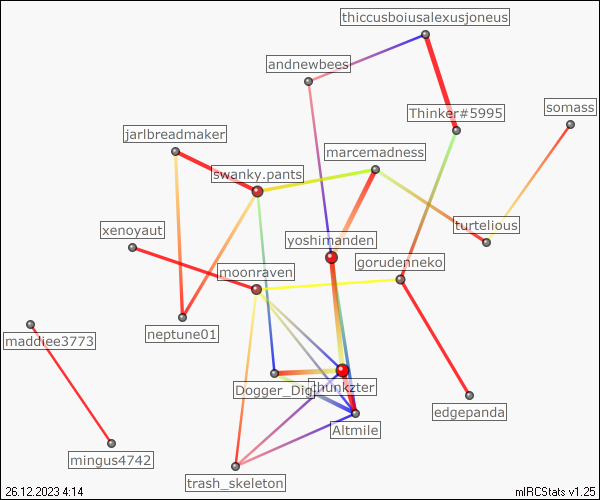 thiccusboiusalexusjoneus
andnewbees
Thinker#5995
somass
jarlbreadmaker
marcemadness
swanky.pants
turtelious
xenoyaut
yoshimanden
gorudenneko
moonraven
maddiee3773
neptune01
Dogger_Dig
thunkzter
edgepanda
Altmile
mingus4742
trash_skeleton
26.12.2023 4:14
mIRCStats v1.25